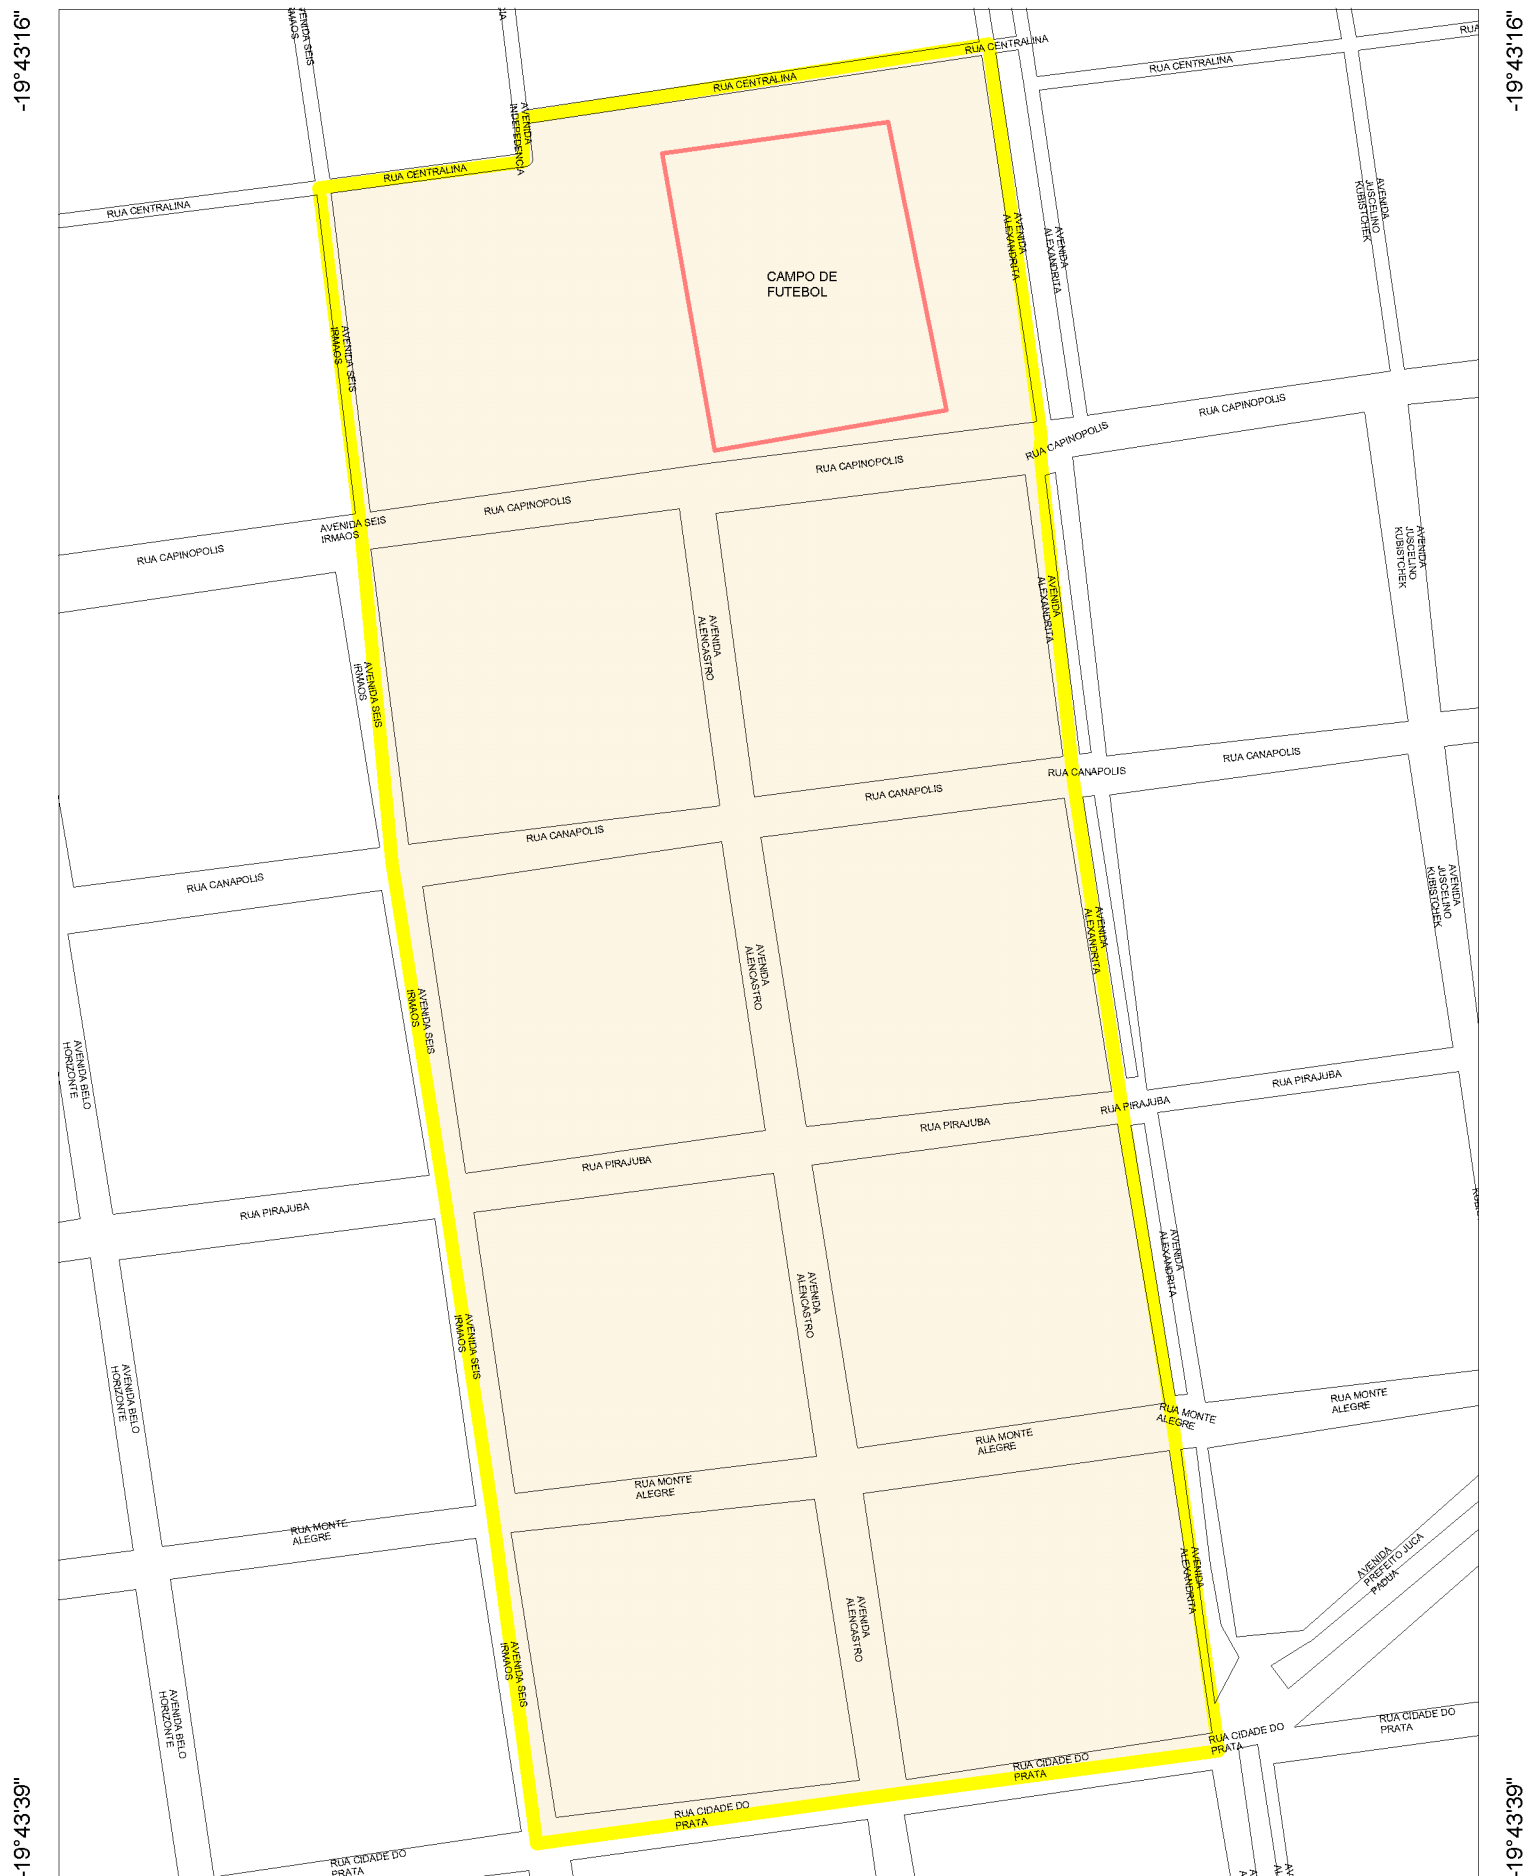 -19°43'16"
-19°43'16"
AVENIDA SEIS
IRMAOS
RUA CENTRALINA
RUA CENTRALINA
RUA CENTRALINA
AVENIDA
INDEPEDENCIA
RUA CENTRALINA
RUA CENTRALINA
AVENIDA
JUSCELINO
KUBISTCHEK
AVENIDA
ALEXANDRITA
AVENIDA
ALEXANDRITA
CAMPO DE
FUTEBOL
AVENIDA SEIS
IRMAOS
RUA CAPINOPOLIS
RUA CAPINOPOLIS
RUA CAPINOPOLIS
RUA CAPINOPOLIS
AVENIDA SEIS
IRMAOS
RUA CAPINOPOLIS
AVENIDA
JUSCELINO
KUBISTCHEK
AVENIDA
ALEXANDRITA
AVENIDA
ALENCASTRO
AVENIDA SEIS
IRMAOS
RUA CANAPOLIS
RUA CANAPOLIS
RUA CANAPOLIS
RUA CANAPOLIS
RUA CANAPOLIS
AVENIDA
JUSCELINO
KUBISTCHEK
AVENIDA
ALEXANDRITA
AVENIDA
ALENCASTRO
AVENIDA SEIS
IRMAOS
AVENIDA BELO
HORIZONTE
RUA PIRAJUBA
RUA PIRAJUBA
RUA PIRAJUBA
RUA PIRAJUBA
RUA PIRAJUBA
AVENIDA
ALEXANDRITA
AVENIDA
ALENCASTRO
AVENIDA SEIS
IRMAOS
AVENIDA BELO
HORIZONTE
RUA MONTE
ALEGRE
RUA MONTE
ALEGRE
RUA MONTE
ALEGRE
RUA MONTE
ALEGRE
RUA MONTE
ALEGRE
AVENIDA
PREFEITO JUCA
PADUA
AVENIDA
ALEXANDRITA
AVENIDA
ALENCASTRO
AVENIDA SEIS
IRMAOS
AVENIDA BELO
HORIZONTE
RUA CIDADE DO
PRATA
RUA CIDADE DO
PRATA
RUA CIDADE DO
PRATA
RUA CIDADE DO
PRATA
RUA CIDADE DO
PRATA
-19°43'39"
-19°43'39"